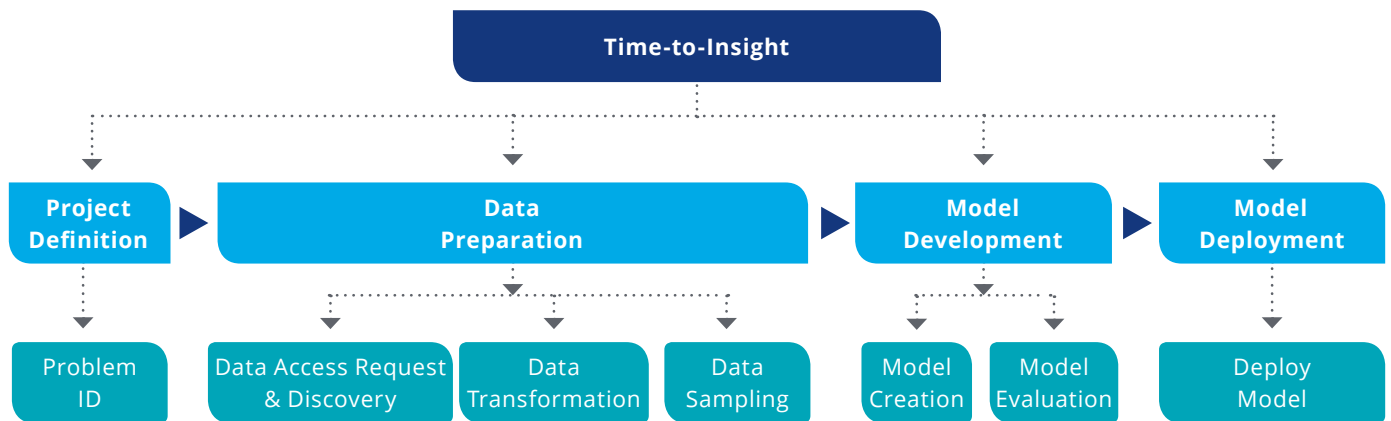 Time-to-Insight
Project
Definition
Data
Preparation
Model
Development
Model
Deployment
Problem
ID
Data Access Request
& Discovery
Data
Transformation
Data
Sampling
Model
Creation
Model
Evaluation
Deploy
Model